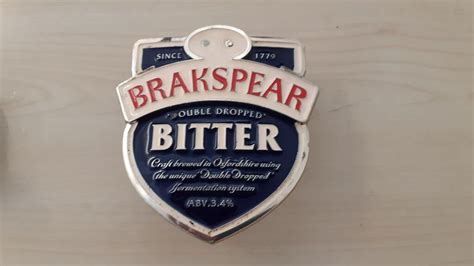 SINCE 1779
BRAKSPEAR
"DOUBLE DROPPED"
BITTER
Craft brewed in Oxfordshire using
the unique "Double Dropped"
fermentation system
ABV.3.4%